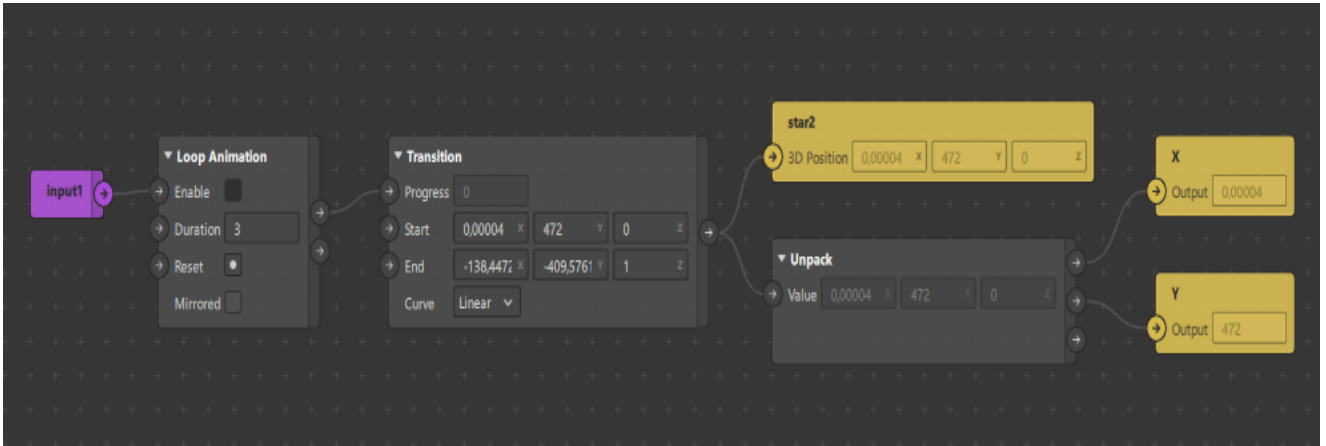 input1
Loop Animation
Enable
Duration 3
Reset
Mirrored
Transition
Progress 0
Start 0,00004 X 472 Y 0 Z
End -138,4472 X -409,5761 Y 1 Z
Curve Linear
star2
3D Position 0,00004 X 472 Y 0 Z
Unpack
Value 0,00004 X 472 Y 0 Z
X
Output 0,00004
Y
Output 472